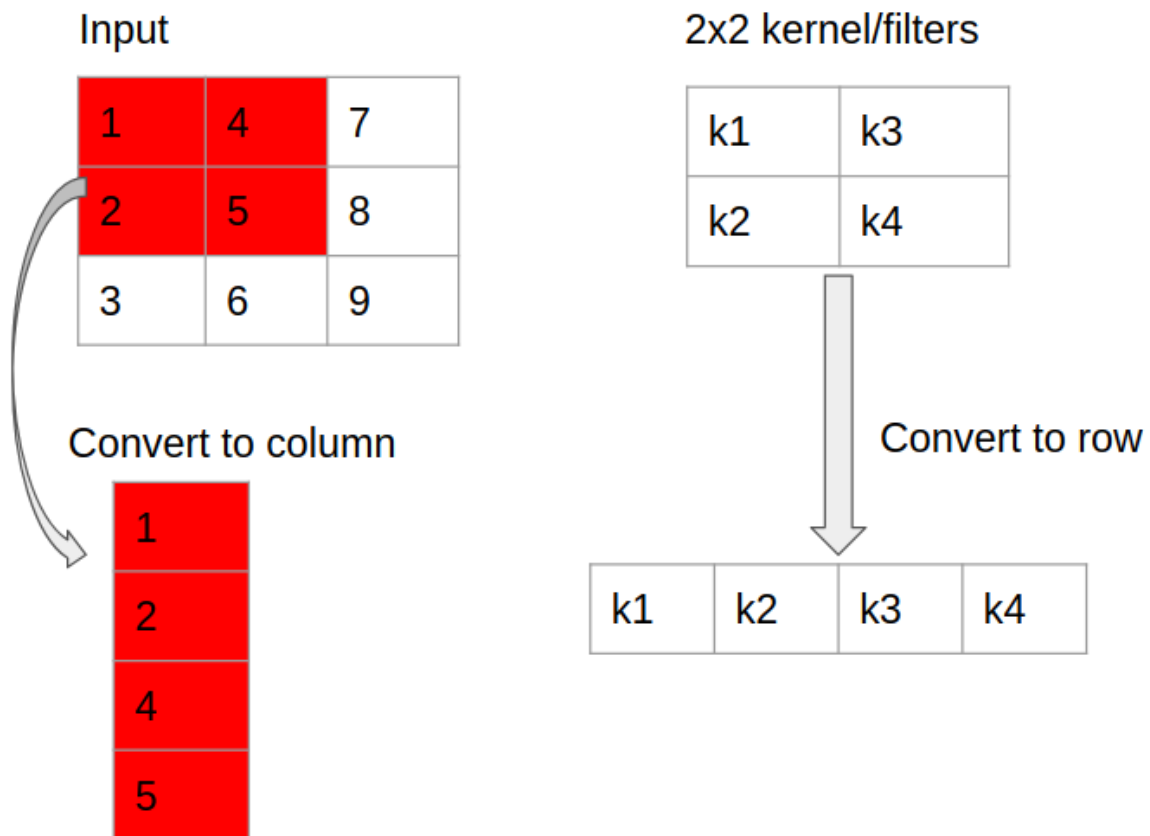 Input
1 4 7
2 5 8
3 6 9
Convert to column
1
2
4
5
2x2 kernel/filters
k1 k3
k2 k4
Convert to row
k1 k2 k3 k4